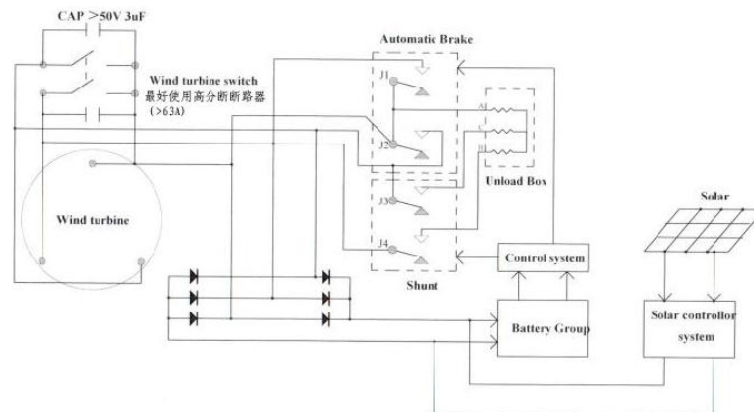 CAP >50V 3uF
Automatic Brake
J1
Wind turbine switch
最好使用高分断断路器
(>63A)
A
C
J2
B
Unload Box
Wind turbine
J3
Solar
J4
Control system
Shunt
Battery Group
Solar controllor
system